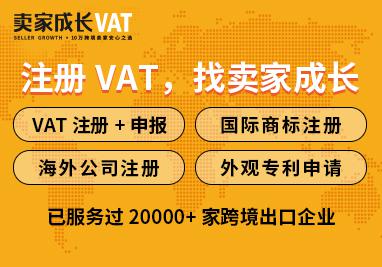 卖家成长VAT
SELLER GROWTH • 10万跨境卖家安心之选
注册 VAT，找卖家成长
VAT 注册 + 申报
国际商标注册
海外公司注册
外观专利申请
已服务过 20000+ 家跨境出口企业